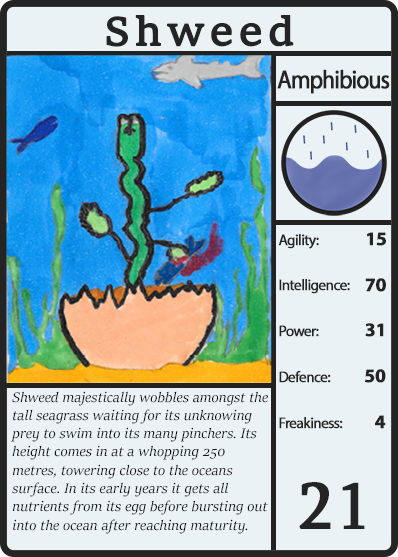 Shweed
Amphibious
Agility: 15
Intelligence: 70
Power: 31
Defence: 50
Freakiness: 4
21
Shweed majestically wobbles amongst the
tall seagrass waiting for its unknowing
prey to swim into its many pinchers. Its
height comes in at a whopping 250
metres, towering close to the oceans
surface. In its early years it gets all
nutrients from its egg before bursting out
into the ocean after reaching maturity.